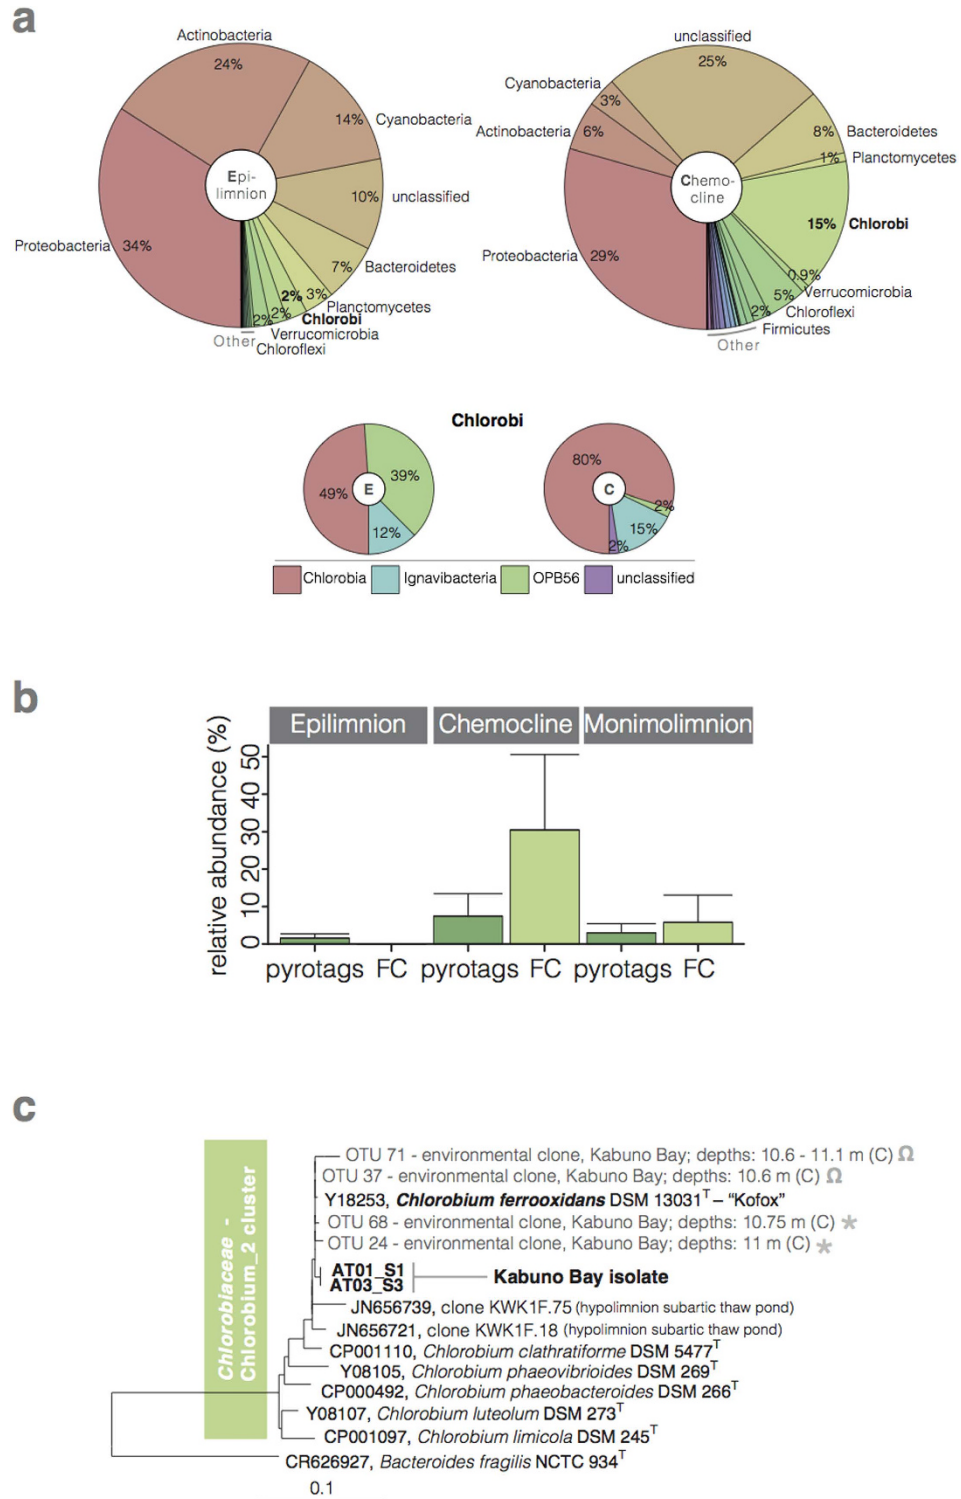 a
Actinobacteria
24%
14%
Cyanobacteria
Epi-
limnion
10%
unclassified
Proteobacteria
34%
7%
Bacteroidetes
2%
3%
Planctomycetes
2%
2%
Chlorobi
Verrucomicrobia
Other
Chloroflexi
unclassified
25%
Cyanobacteria
3%
Actinobacteria
6%
8%
Bacteroidetes
1%
Planctomycetes
Chemo-
cline
15%
Chlorobi
Proteobacteria
29%
0.9%
Verrucomicrobia
5%
Chloroflexi
2%
Firmicutes
Other
Chlorobi
49%
E
39%
12%
80%
C
2%
15%
2%
Chlorobia
Ignavibacteria
OPB56
unclassified
b
Epilimnion
Chemocline
Monimolimnion
relative abundance (%)
50
40
30
20
10
0
pyrotags FC pyrotags FC pyrotags FC
c
Chlorobiaceae -
Chlorobium_2 cluster
OTU 71 - environmental clone, Kabuno Bay; depths: 10.6 - 11.1 m (C) Ω
OTU 37 - environmental clone, Kabuno Bay; depths: 10.6 m (C) Ω
Y18253, Chlorobium ferrooxidans DSM 13031T – “Kofox”
OTU 68 - environmental clone, Kabuno Bay; depths: 10.75 m (C) *
OTU 24 - environmental clone, Kabuno Bay; depths: 11 m (C) *
AT01_S1
AT03_S3
Kabuno Bay isolate
JN656739, clone KWK1F.75 (hypolimnion subartic thaw pond)
JN656721, clone KWK1F.18 (hypolimnion subartic thaw pond)
CP001110, Chlorobium clathratiforme DSM 5477T
Y08105, Chlorobium phaeovibrioides DSM 269T
CP000492, Chlorobium phaeobacteroides DSM 266T
Y08107, Chlorobium luteolum DSM 273T
CP001097, Chlorobium limicola DSM 245T
CR626927, Bacteroides fragilis NCTC 934T
0.1